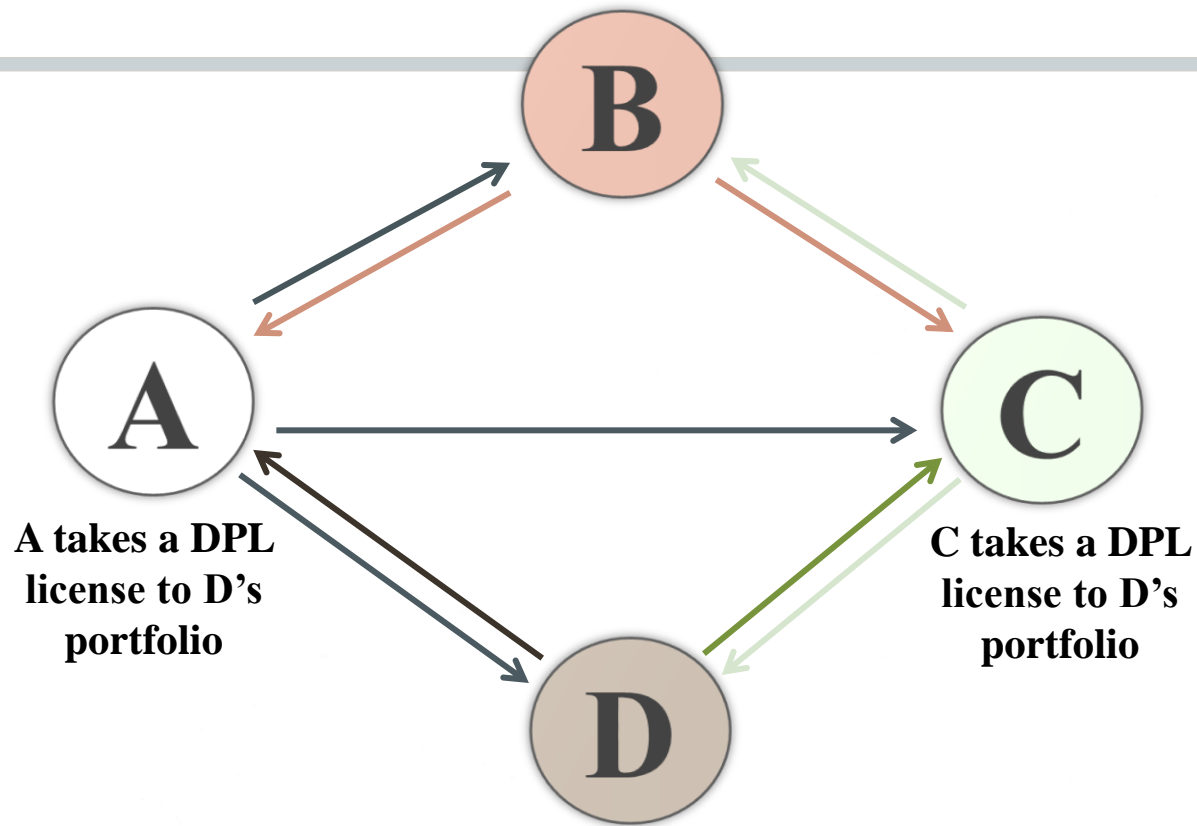 B
A
C
A takes a DPL
license to D’s
portfolio
C takes a DPL
license to D’s
portfolio
D